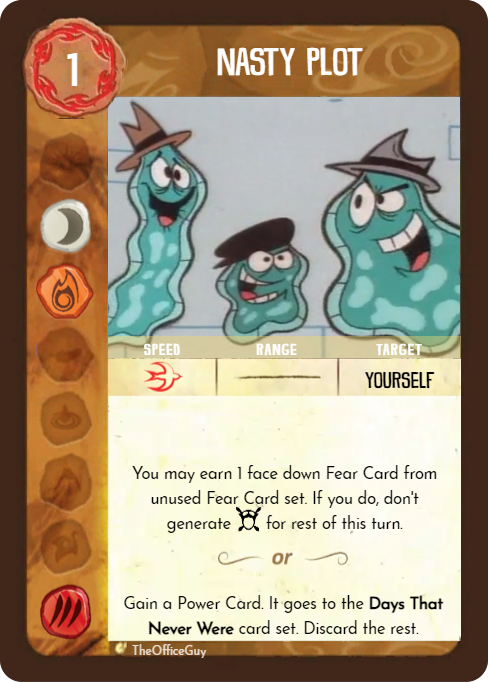 1
NASTY PLOT
SPEED
RANGE
TARGET
YOURSELF
You may earn 1 face down Fear Card from
unused Fear Card set. If you do, don't
generate for rest of this turn.
or
Gain a Power Card. It goes to the Days That
Never Were card set. Discard the rest.
TheOfficeGuy